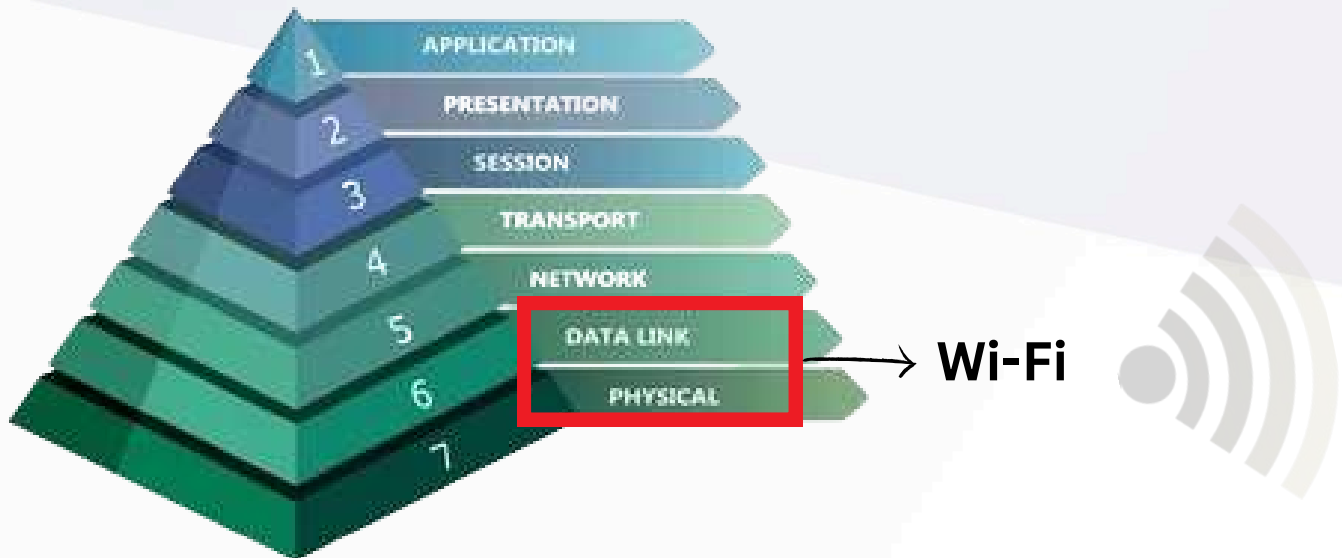 1 APPLICATION
2 PRESENTATION
3 SESSION
4 TRANSPORT
5 NETWORK
6 DATA LINK
7 PHYSICAL
Wi-Fi